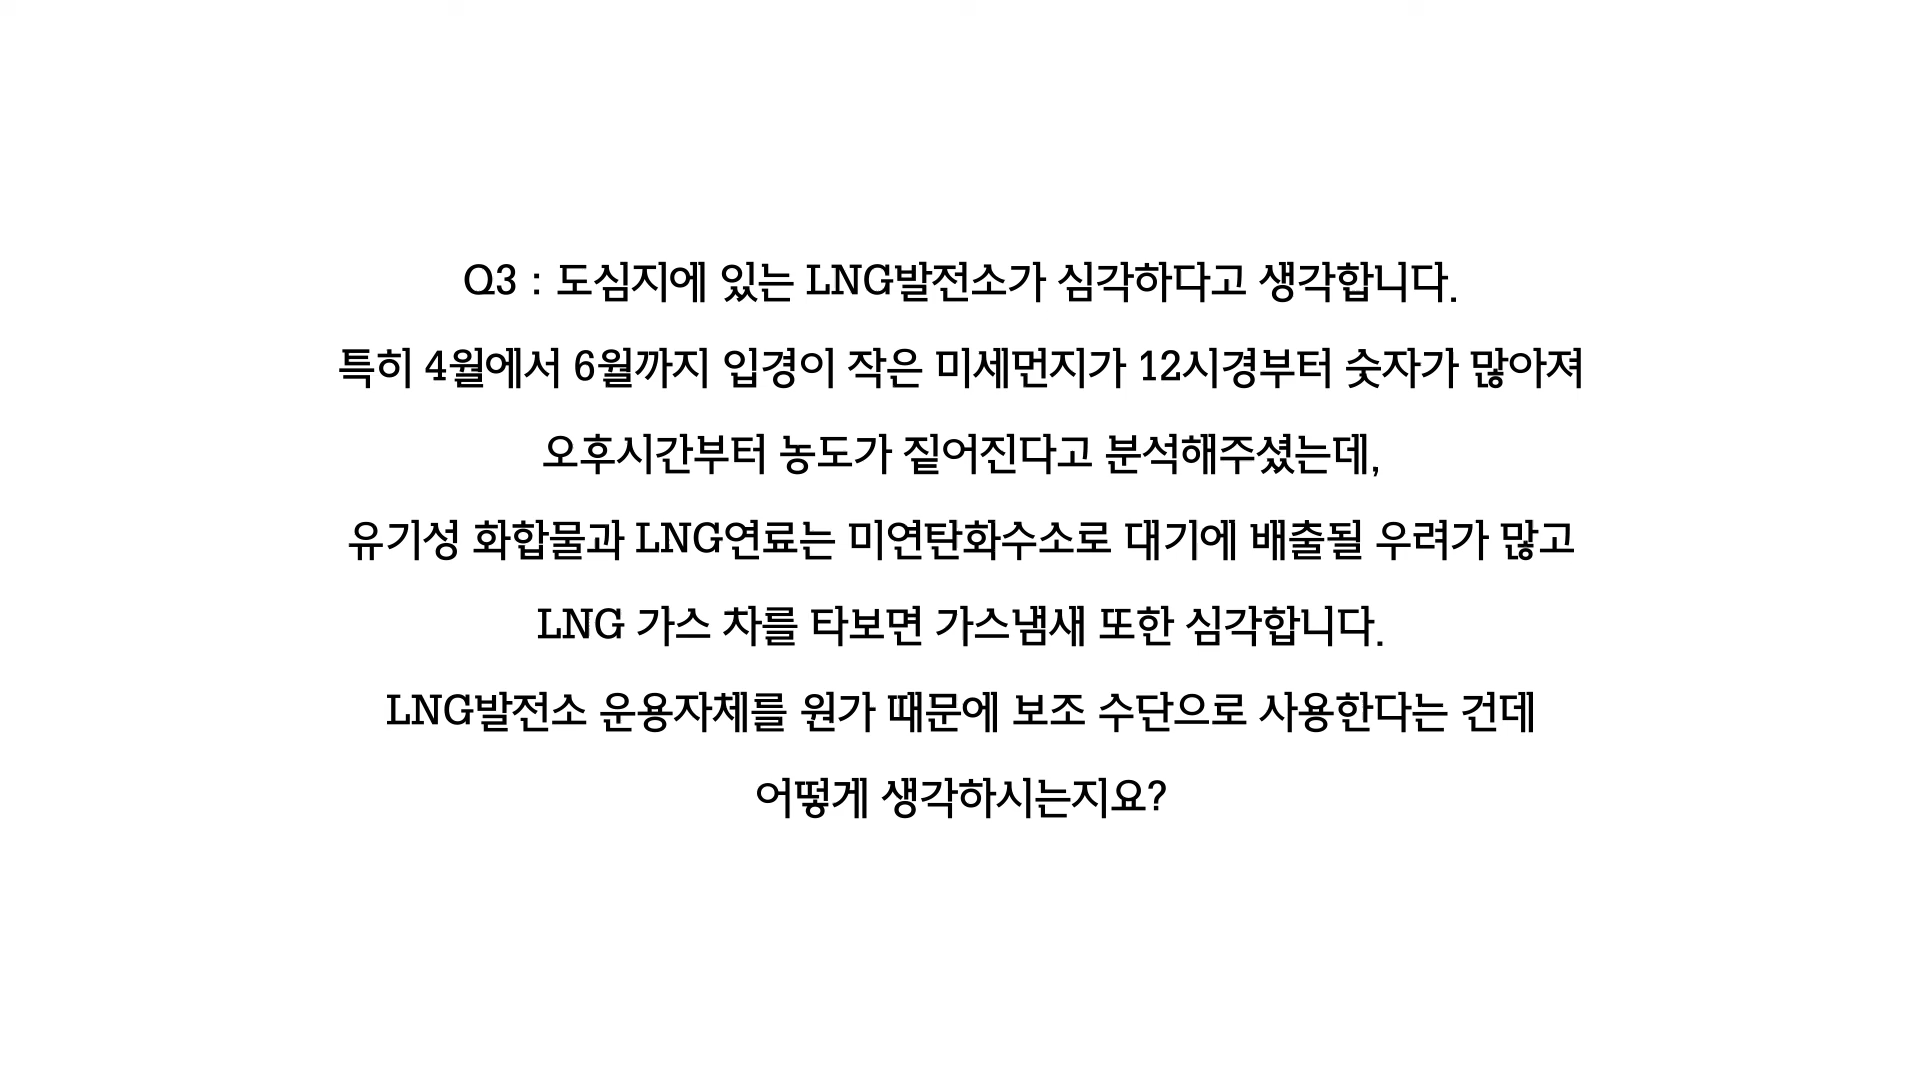 Q3 : 도심지에 있는 LNG발전소가 심각하다고 생각합니다.
특히 4월에서 6월까지 입경이 작은 미세먼지가 12시경부터 숫자가 많아져
오후시간부터 농도가 짙어진다고 분석해주셨는데,
유기성 화합물과 LNG연료는 미연탄화수소로 대기에 배출될 우려가 많고
LNG 가스 차를 타보면 가스냄새 또한 심각합니다.
LNG발전소 운용자체를 원가 때문에 보조 수단으로 사용한다는 건데
어떻게 생각하시는지요?